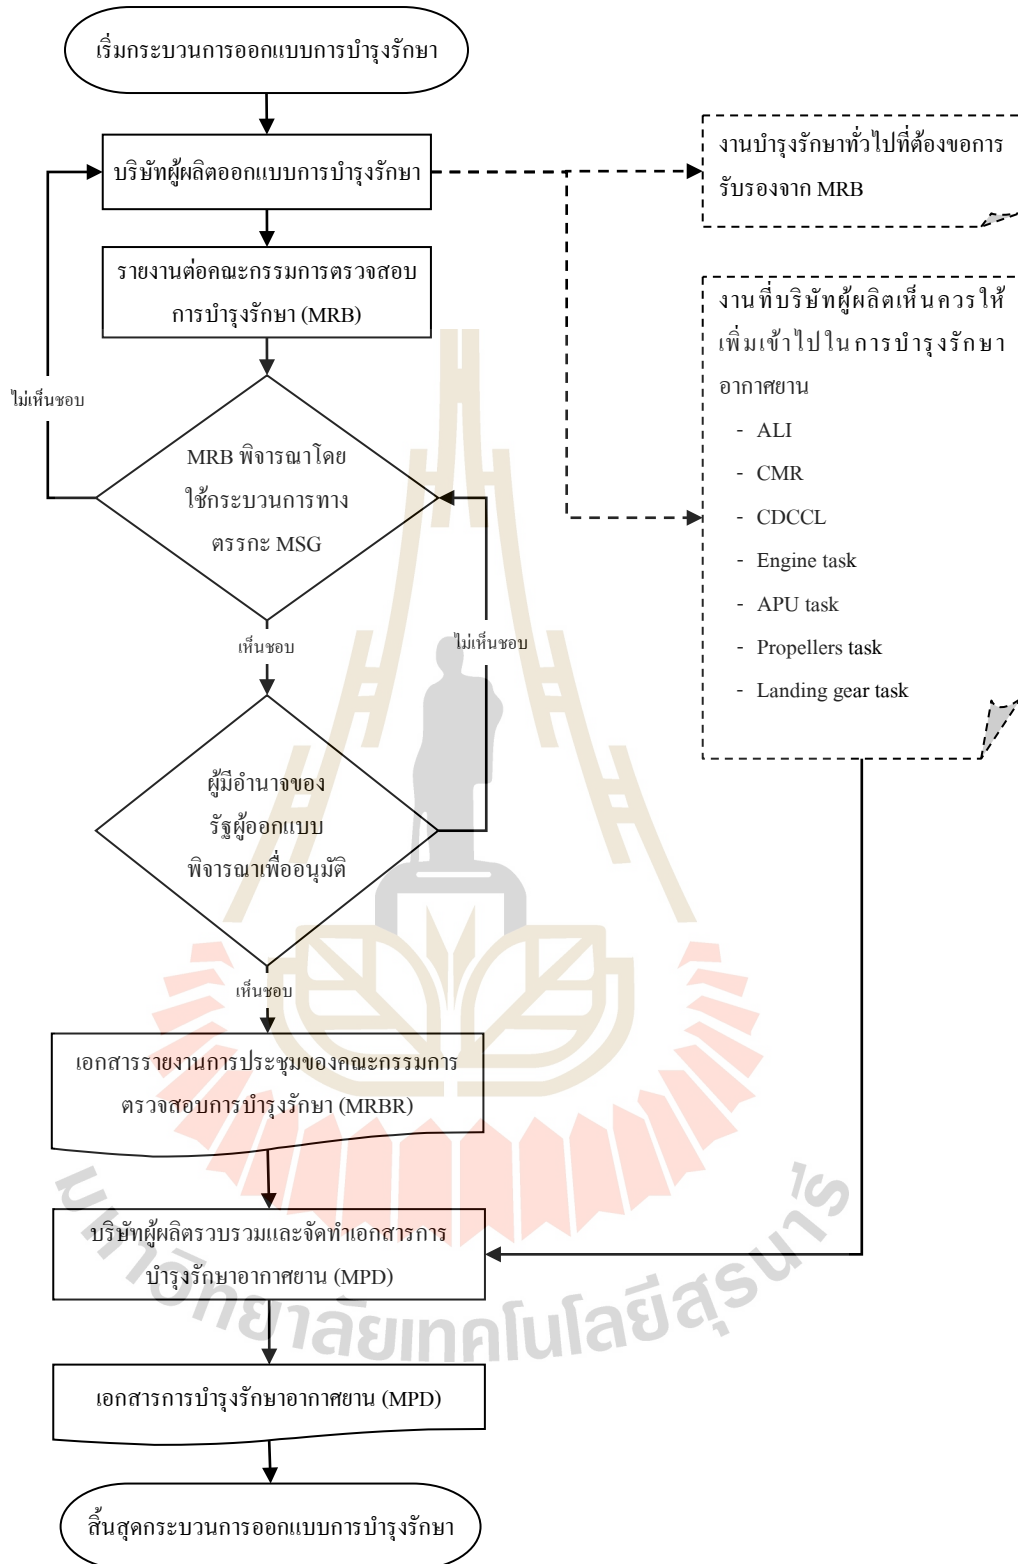 เริ่มกระบวนการออกแบบการบำรุงรักษา
บริษัทผู้ผลิตออกแบบการบำรุงรักษา
งานบำรุงรักษาทั่วไปที่ต้องขอการ
รับรองจาก MRB
รายงานต่อคณะกรรมการตรวจสอบ
การบำรุงรักษา (MRB)
งานที่บริษัทผู้ผลิตเห็นควรให้
เพิ่มเข้าไปในการบำรุงรักษา
อากาศยาน
- ALI
- CMR
- CDCCL
- Engine task
- APU task
- Propellers task
- Landing gear task
ไม่เห็นชอบ
MRB พิจารณาโดย
ใช้กระบวนการทาง
ตรรกะ MSG
เห็นชอบ
ไม่เห็นชอบ
ผู้มีอำนาจของ
รัฐผู้ออกแบบ
พิจารณาเพื่ออนุมัติ
เห็นชอบ
เอกสารรายงานการประชุมของคณะกรรมการ
ตรวจสอบการบำรุงรักษา (MRBR)
บริษัทผู้ผลิตรวบรวมและจัดทำเอกสารการ
บำรุงรักษาอากาศยาน (MPD)
มหาวิทยาลัยเทคโนโลยีสุรนารี
เอกสารการบำรุงรักษาอากาศยาน (MPD)
สิ้นสุดกระบวนการออกแบบการบำรุงรักษา